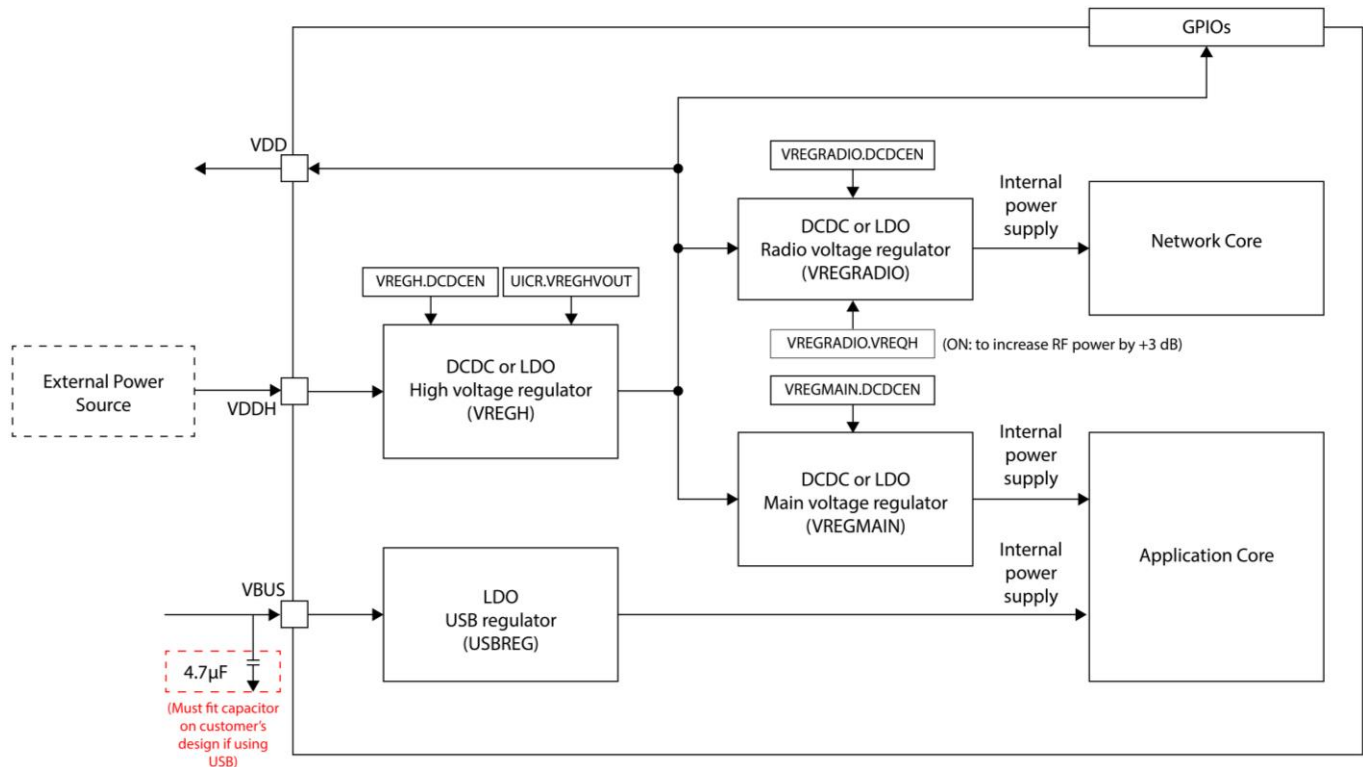 GPIOs
VDD
VREGRADIO.DCDCEN
Internal
power
supply
DCDC or LDO
Radio voltage regulator
(VREGRADIO)
Network Core
VREGH.DCDCEN
UICR.VREGHVOUT
VREGRADIO.VREQH
(ON: to increase RF power by +3 dB)
External Power
Source
VDDH
DCDC or LDO
High voltage regulator
(VREGH)
VREGMAIN.DCDCEN
Internal
power
supply
DCDC or LDO
Main voltage regulator
(VREGMAIN)
Application Core
Internal
power
supply
VBUS
LDO
USB regulator
(USBREG)
4.7µF
(Must fit capacitor
on customer's
design if using
USB)